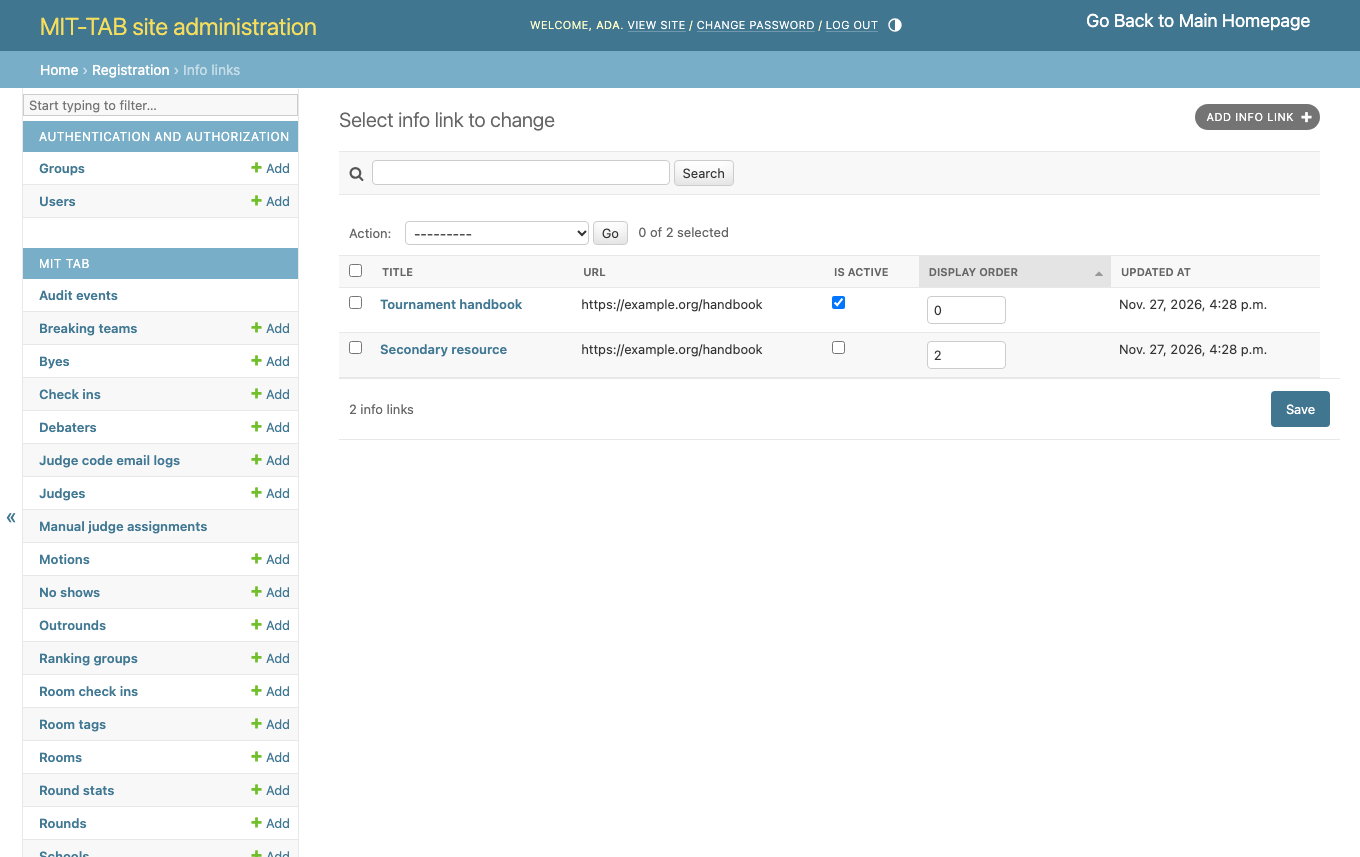 MIT-TAB site administration
WELCOME, ADA. VIEW SITE / CHANGE PASSWORD / LOG OUT
Go Back to Main Homepage
Home › Registration › Info links
Start typing to filter...
AUTHENTICATION AND AUTHORIZATION
Groups Add
Users Add
MIT TAB
Audit events
Breaking teams Add
Byes Add
Check ins Add
Debaters Add
Judge code email logs Add
Judges Add
Manual judge assignments
Motions Add
No shows Add
Outrounds Add
Ranking groups Add
Room check ins Add
Room tags Add
Rooms Add
Round stats Add
Rounds Add
Schools Add
«
Select info link to change
ADD INFO LINK
Search
Action: --------- Go 0 of 2 selected
TITLE URL IS ACTIVE DISPLAY ORDER UPDATED AT
Tournament handbook https://example.org/handbook 0 Nov. 27, 2026, 4:28 p.m.
Secondary resource https://example.org/handbook 2 Nov. 27, 2026, 4:28 p.m.
2 info links
Save